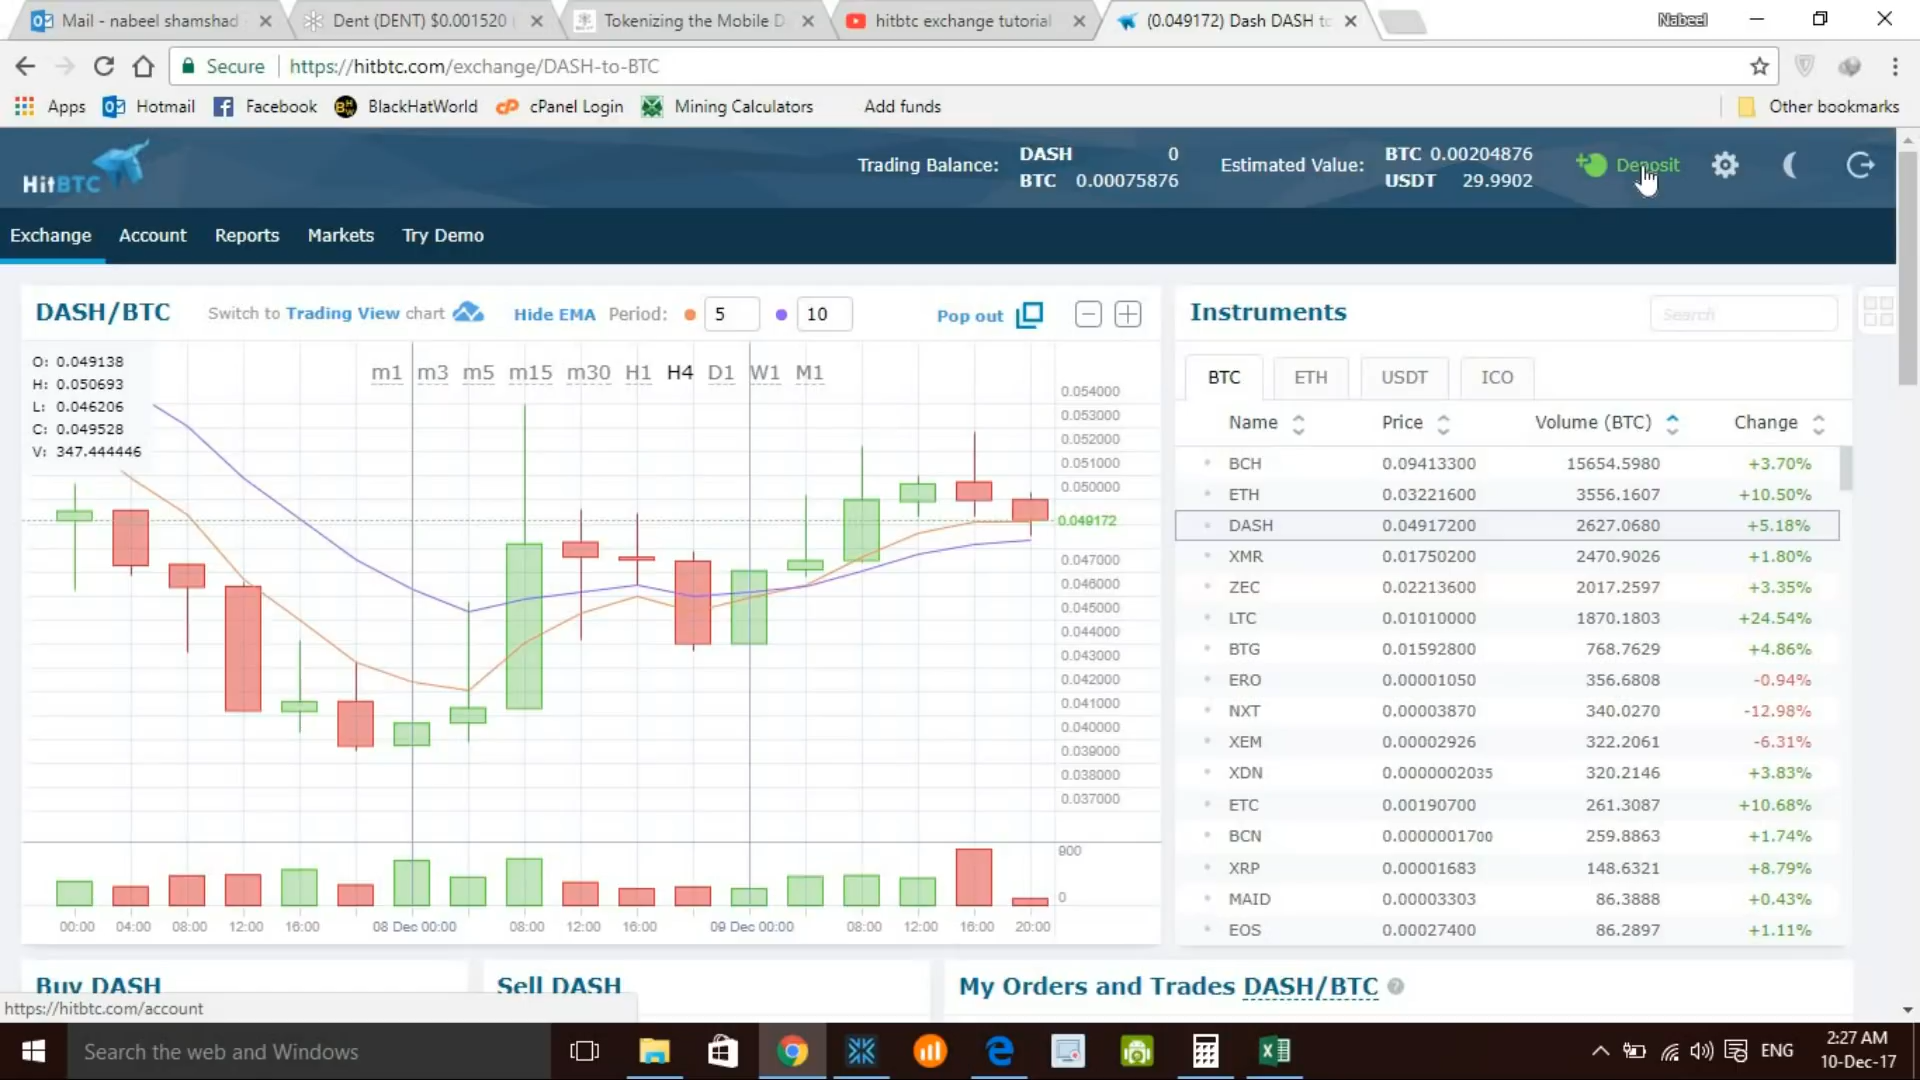 Mail - nabeel shamshad
Dent (DENT) $0.001520
Tokenizing the Mobile D
hitbtc exchange tutorial
(0.049172) Dash DASH to
Nabeel
Secure https://hitbtc.com/exchange/DASH-to-BTC
Apps Hotmail Facebook BlackHatWorld cPanel Login Mining Calculators Add funds Other bookmarks
HitBTC
Trading Balance: DASH 0 Estimated Value: BTC 0.00204876 Deposit
BTC 0.00075876 USDT 29.9902
Exchange Account Reports Markets Try Demo
DASH/BTC Switch to Trading View chart Hide EMA Period: 5 10 Pop out
O: 0.049138
H: 0.050693
L: 0.046206
C: 0.049528
V: 347.444446
m1 m3 m5 m15 m30 H1 H4 D1 W1 M1
0.054000
0.053000
0.052000
0.051000
0.050000
0.049172
0.047000
0.046000
0.045000
0.044000
0.043000
0.042000
0.041000
0.040000
0.039000
0.038000
0.037000
900
0
00:00 04:00 08:00 12:00 16:00 08 Dec 00:00 08:00 12:00 16:00 09 Dec 00:00 08:00 12:00 16:00 20:00
Instruments Search
BTC ETH USDT ICO
Name Price Volume (BTC) Change
BCH 0.09413300 15654.5980 +3.70%
ETH 0.03221600 3556.1607 +10.50%
DASH 0.04917200 2627.0680 +5.18%
XMR 0.01750200 2470.9026 +1.80%
ZEC 0.02213600 2017.2597 +3.35%
LTC 0.01010000 1870.1803 +24.54%
BTG 0.01592800 768.7629 +4.86%
ERO 0.00001050 356.6808 -0.94%
NXT 0.00003870 340.0270 -12.98%
XEM 0.00002926 322.2061 -6.31%
XDN 0.0000002035 320.2146 +3.83%
ETC 0.00190700 261.3087 +10.68%
BCN 0.0000001700 259.8863 +1.74%
XRP 0.00001683 148.6321 +8.79%
MAID 0.00003303 86.3888 +0.43%
EOS 0.00027400 86.2897 +1.11%
Buy DASH
Sell DASH
My Orders and Trades DASH/BTC
https://hitbtc.com/account
Search the web and Windows
ENG
2:27 AM
10-Dec-17